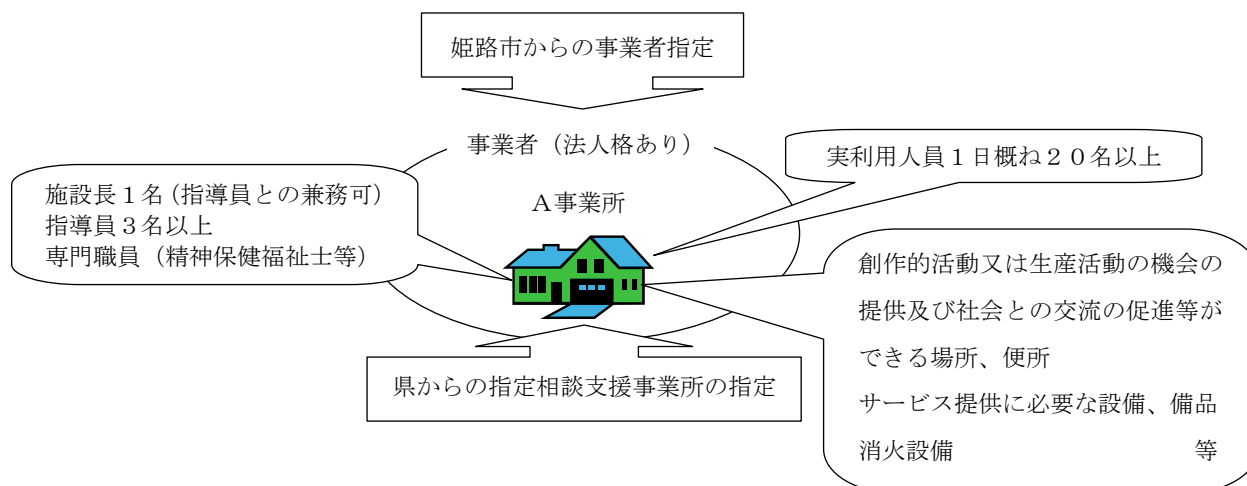 姫路市からの事業者指定
事業者（法人格あり）
実利用人員１日概ね２０名以上
施設長１名（指導員との兼務可）
指導員３名以上
専門職員（精神保健福祉士等）
Ａ事業所
創作的活動又は生産活動の機会の
提供及び社会との交流の促進等が
できる場所、便所
サービス提供に必要な設備、備品
消火設備　　　　　　　　　　　等
県からの指定相談支援事業所の指定